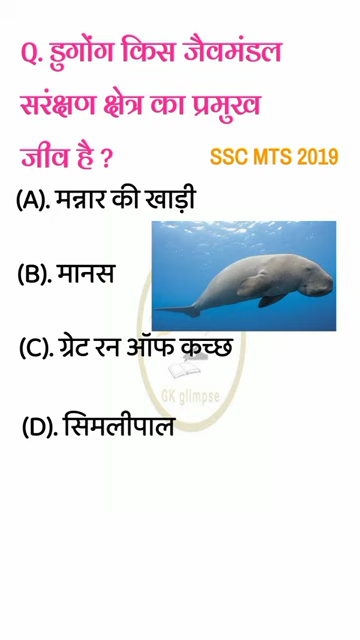 Q. डुगोंग किस जैवमंडल
सरंक्षण क्षेत्र का प्रमुख
जीव है ?
SSC MTS 2019
(A). मन्नार की खाड़ी
(B). मानस
(C). ग्रेट रन ऑफ कच्छ
GK glimpse
(D). सिमलीपाल